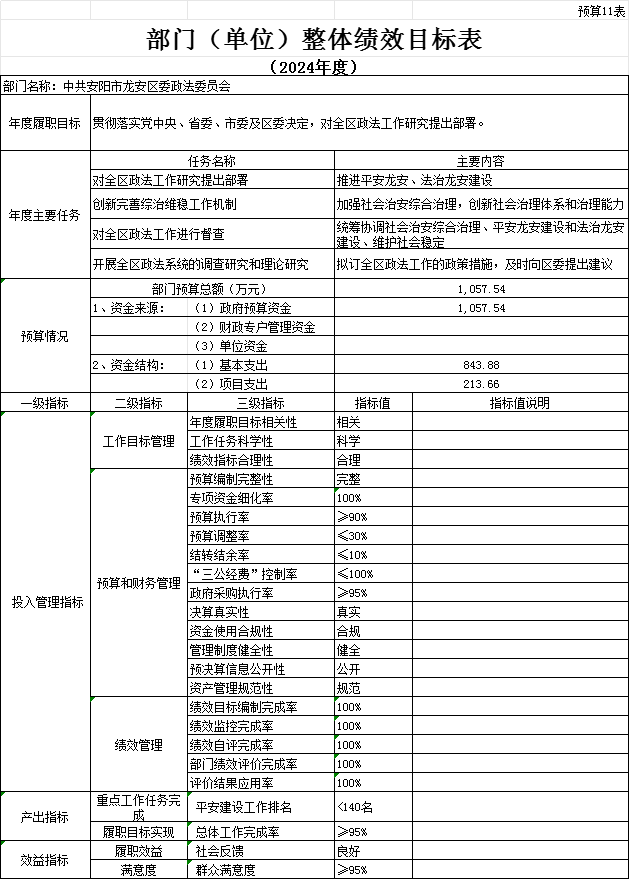 预算11表
部门（单位）整体绩效目标表
（2024年度）
部门名称：中共安阳市龙安区委政法委员会
年度履职目标 贯彻落实党中央、省委、市委及区委决定，对全区政法工作研究提出部署。
年度主要任务
任务名称 主要内容
对全区政法工作研究提出部署 推进平安龙安、法治龙安建设
创新完善综治维稳工作机制 加强社会治安综合治理，创新社会治理体系和治理能力
对全区政法工作进行督查 统筹协调社会治安综合治理、平安龙安建设和法治龙安
建设、维护社会稳定
开展全区政法系统的调查研究和理论研究 拟订全区政法工作的政策措施，及时向区委提出建议
预算情况
部门预算总额（万元） 1,057.54
1、资金来源： （1）政府预算资金 1,057.54
（2）财政专户管理资金
（3）单位资金
2、资金结构： （1）基本支出 843.88
（2）项目支出 213.66
一级指标 二级指标 三级指标 指标值 指标值说明
投入管理指标
工作目标管理
年度履职目标相关性 相关
工作任务科学性 科学
绩效指标合理性 合理
预算和财务管理
预算编制完整性 完整
专项资金细化率 100%
预算执行率 ≥90%
预算调整率 ≤30%
结转结余率 ≤10%
“三公经费”控制率 ≤100%
政府采购执行率 ≥95%
决算真实性 真实
资金使用合规性 合规
管理制度健全性 健全
预决算信息公开性 公开
资产管理规范性 规范
绩效管理
绩效目标编制完成率 100%
绩效监控完成率 100%
绩效自评完成率 100%
部门绩效评价完成率 100%
评价结果应用率 100%
产出指标
重点工作任务完
成 平安建设工作排名 <140名
履职目标实现 总体工作完成率 ≥95%
效益指标
履职效益 社会反馈 良好
满意度 群众满意度 ≥95%